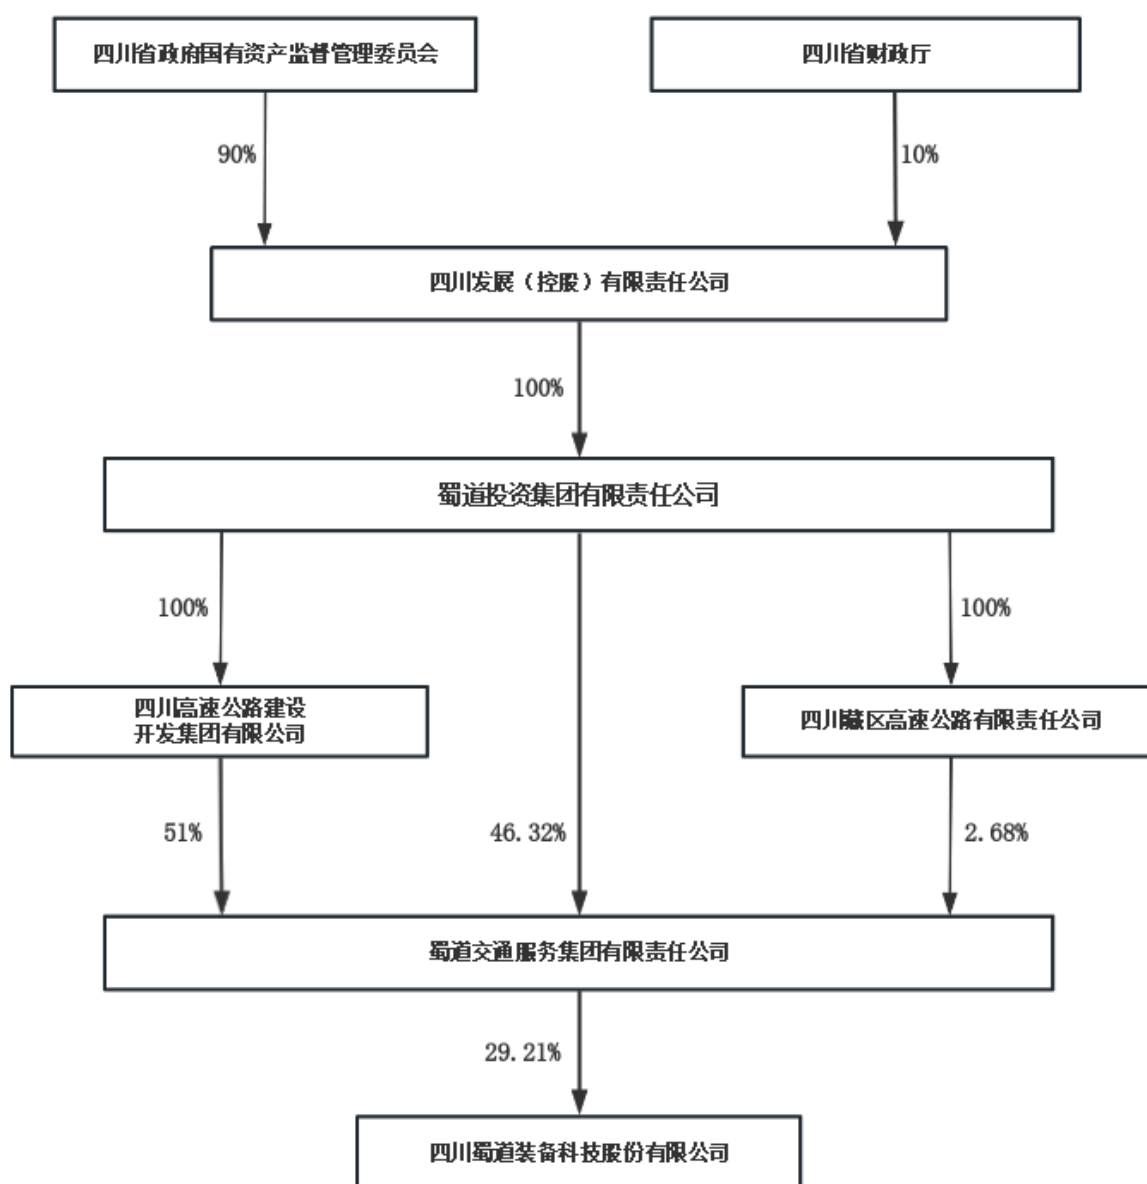 四川省政府国有资产监督管理委员会
四川省财政厅
90%
10%
四川发展（控股）有限责任公司
100%
蜀道投资集团有限责任公司
100%
100%
四川高速公路建设
开发集团有限公司
四川藏区高速公路有限责任公司
51%
46.32%
2.68%
蜀道交通服务集团有限责任公司
29.21%
四川蜀道装备科技股份有限公司